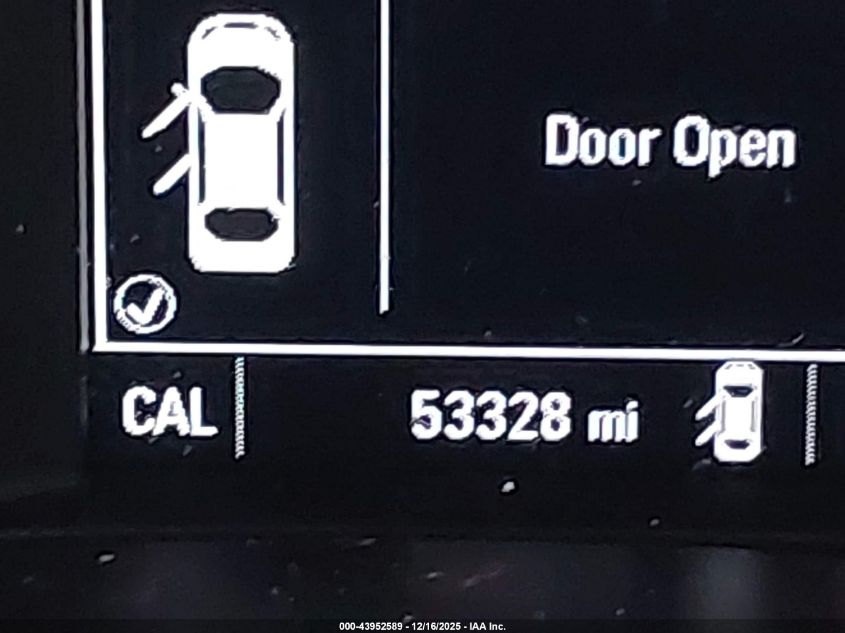 Door Open
CAL 53328 mi
000-43952589 - 12/16/2025 - IAA Inc.